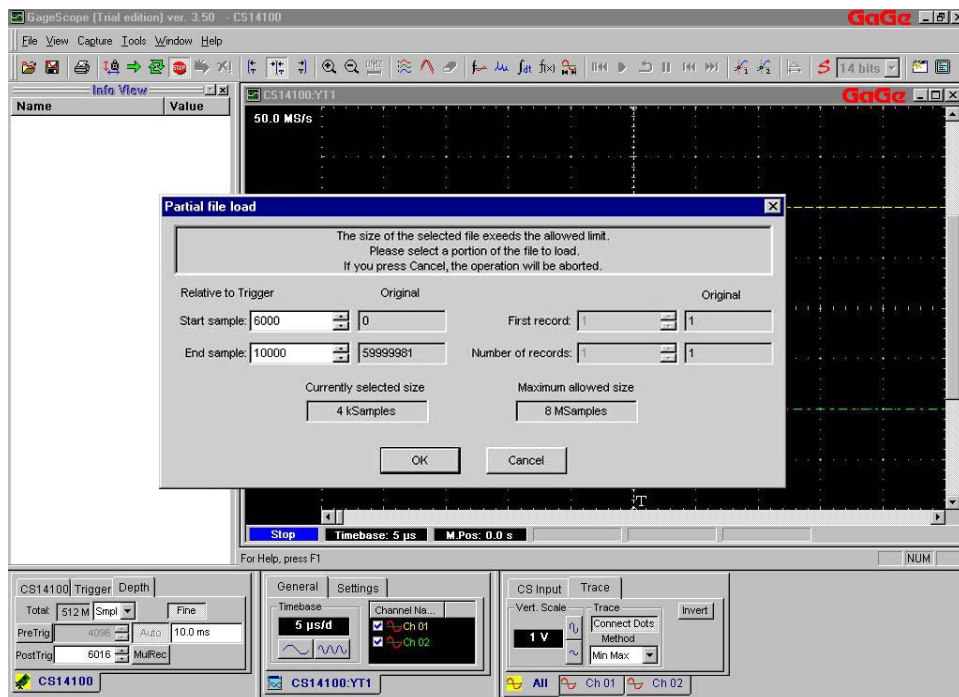 GageScope (Trial edition) ver. 3.50 - CS14100
GaGe
File View Capture Tools Window Help
14 bits
Info View
Name Value
CS14100:YT1
GaGe
50.0 MS/s
Partial file load
The size of the selected file exeeds the allowed limit.
Please select a portion of the file to load.
If you press Cancel, the operation will be aborted.
Relative to Trigger Original Original
Start sample: 6000 0 First record: 1 1
End sample: 10000 59999981 Number of records: 1 1
Currently selected size Maximum allowed size
4 kSamples 8 MSamples
OK Cancel
T
Stop Timebase: 5 µs M.Pos: 0.0 s
For Help, press F1 NUM
CS14100 Trigger Depth
Total: 512 M Smpl Fine
PreTrig 4096 Auto 10.0 ms
PostTrig 6016 MulRec
CS14100
General Settings
Timebase Channel Na...
5 µs/d Ch 01
Ch 02
CS14100:YT1
CS Input Trace
Vert. Scale Trace Invert
1 V Connect Dots
Method
Min Max
All Ch 01 Ch 02